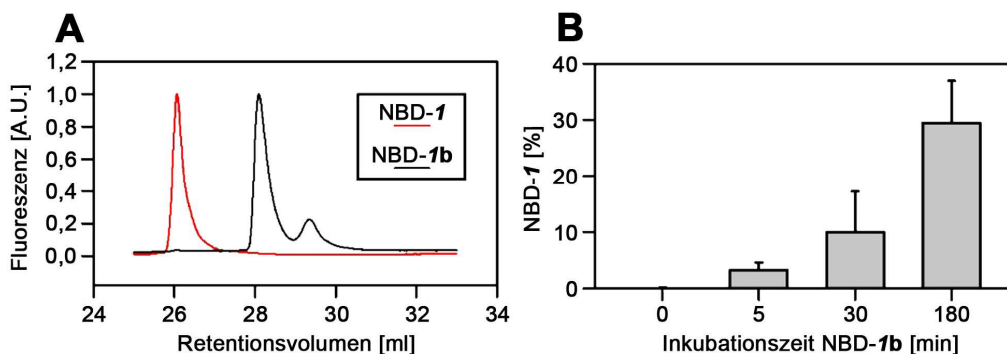 A
Fluoreszenz [A.U.]
1,2
1,0
0,8
0,6
0,4
0,2
0,0
24 26 28 30 32 34
Retentionsvolumen [ml]
NBD-1
NBD-1b
B
NBD-1 [%]
40
30
20
10
0
0 5 30 180
Inkubationszeit NBD-1b [min]